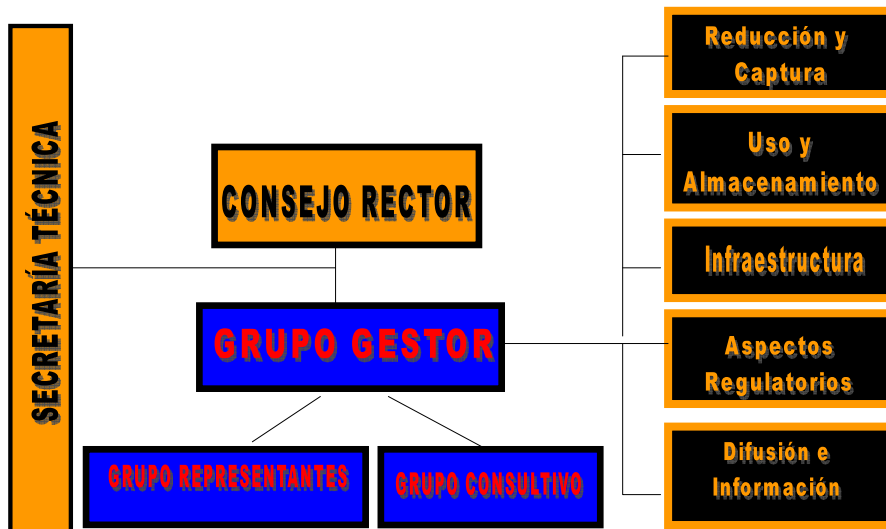 SECRETARÍA TÉCNICA
CONSEJO RECTOR
GRUPO GESTOR
GRUPO REPRESENTANTES
GRUPO CONSULTIVO
Reducción y
Captura
Uso y
Almacenamiento
Infraestructura
Aspectos
Regulatorios
Difusión e
Información